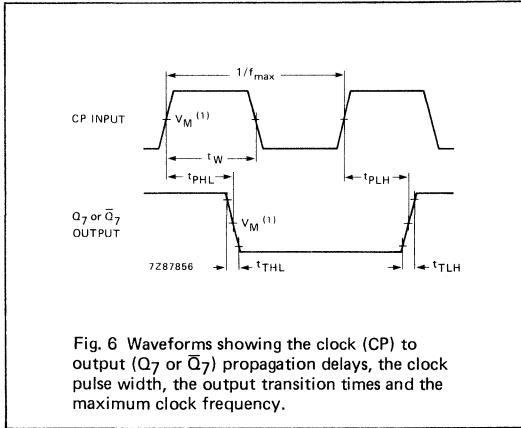 1/fmax
CP INPUT
VM (1)
tW
tPHL
tPLH
Q7 or Q̅7
OUTPUT
VM (1)
7Z87856
tTHL
tTLH
Fig. 6 Waveforms showing the clock (CP) to
output (Q7 or Q̅7) propagation delays, the clock
pulse width, the output transition times and the
maximum clock frequency.